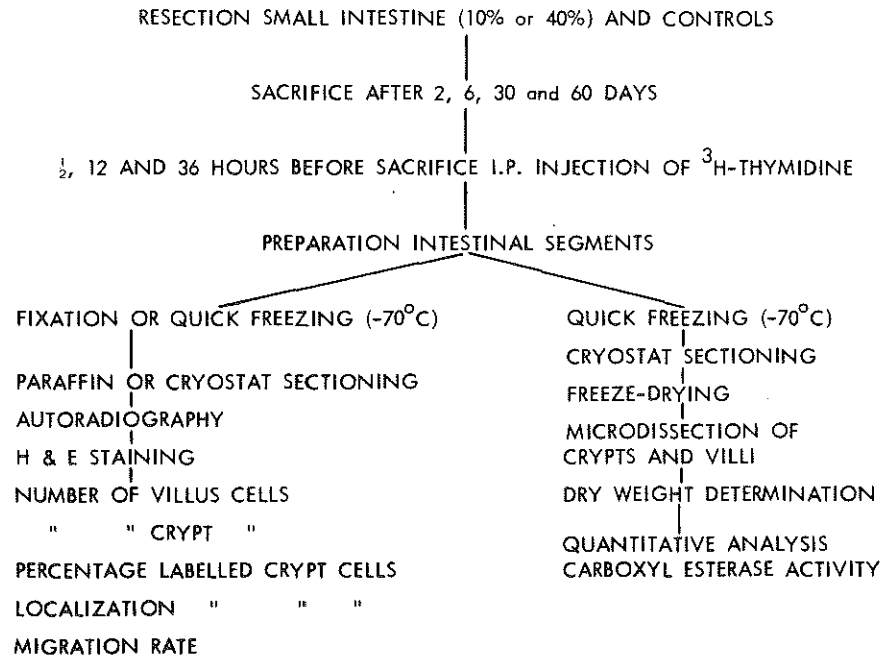 RESECTION SMALL INTESTINE (10% or 40%) AND CONTROLS
SACRIFICE AFTER 2, 6, 30 and 60 DAYS
½, 12 AND 36 HOURS BEFORE SACRIFICE I.P. INJECTION OF ³H-THYMIDINE
PREPARATION INTESTINAL SEGMENTS
FIXATION OR QUICK FREEZING (-70°C)
PARAFFIN OR CRYOSTAT SECTIONING
AUTORADIOGRAPHY
H & E STAINING
NUMBER OF VILLUS CELLS
" " CRYPT "
PERCENTAGE LABELLED CRYPT CELLS
LOCALIZATION " " "
MIGRATION RATE
QUICK FREEZING (-70°C)
CRYOSTAT SECTIONING
FREEZE-DRYING
MICRODISSECTION OF
CRYPTS AND VILLI
DRY WEIGHT DETERMINATION
QUANTITATIVE ANALYSIS
CARBOXYL ESTERASE ACTIVITY